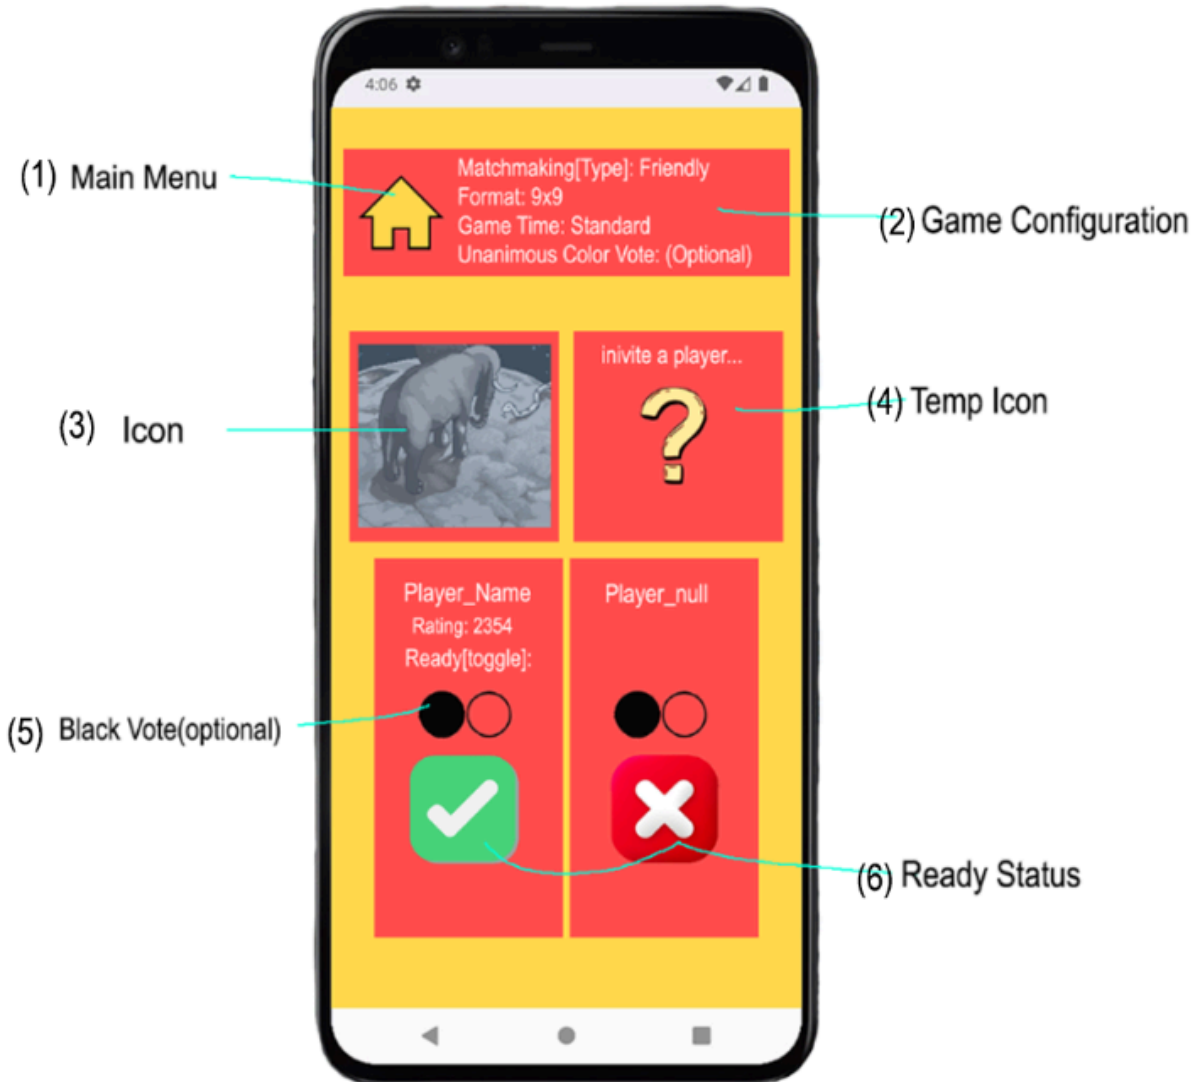 4:06
(1) Main Menu
Matchmaking[Type]: Friendly
Format: 9x9
Game Time: Standard
Unanimous Color Vote: (Optional)
(2) Game Configuration
(3) Icon
inivite a player...
(4) Temp Icon
Player_Name
Rating: 2354
Ready[toggle]:
Player_null
(5) Black Vote(optional)
(6) Ready Status